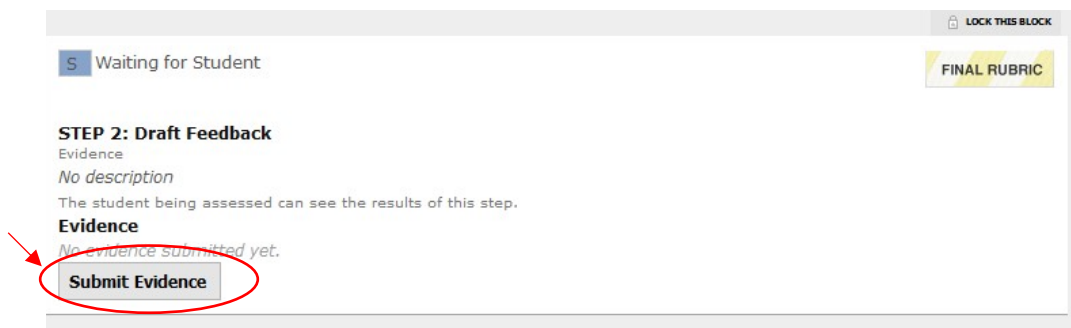 LOCK THIS BLOCK
S Waiting for Student
FINAL RUBRIC
STEP 2: Draft Feedback
Evidence
No description
The student being assessed can see the results of this step.
Evidence
No evidence submitted yet.
Submit Evidence